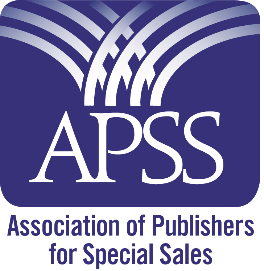 APSS
Association of Publishers
for Special Sales